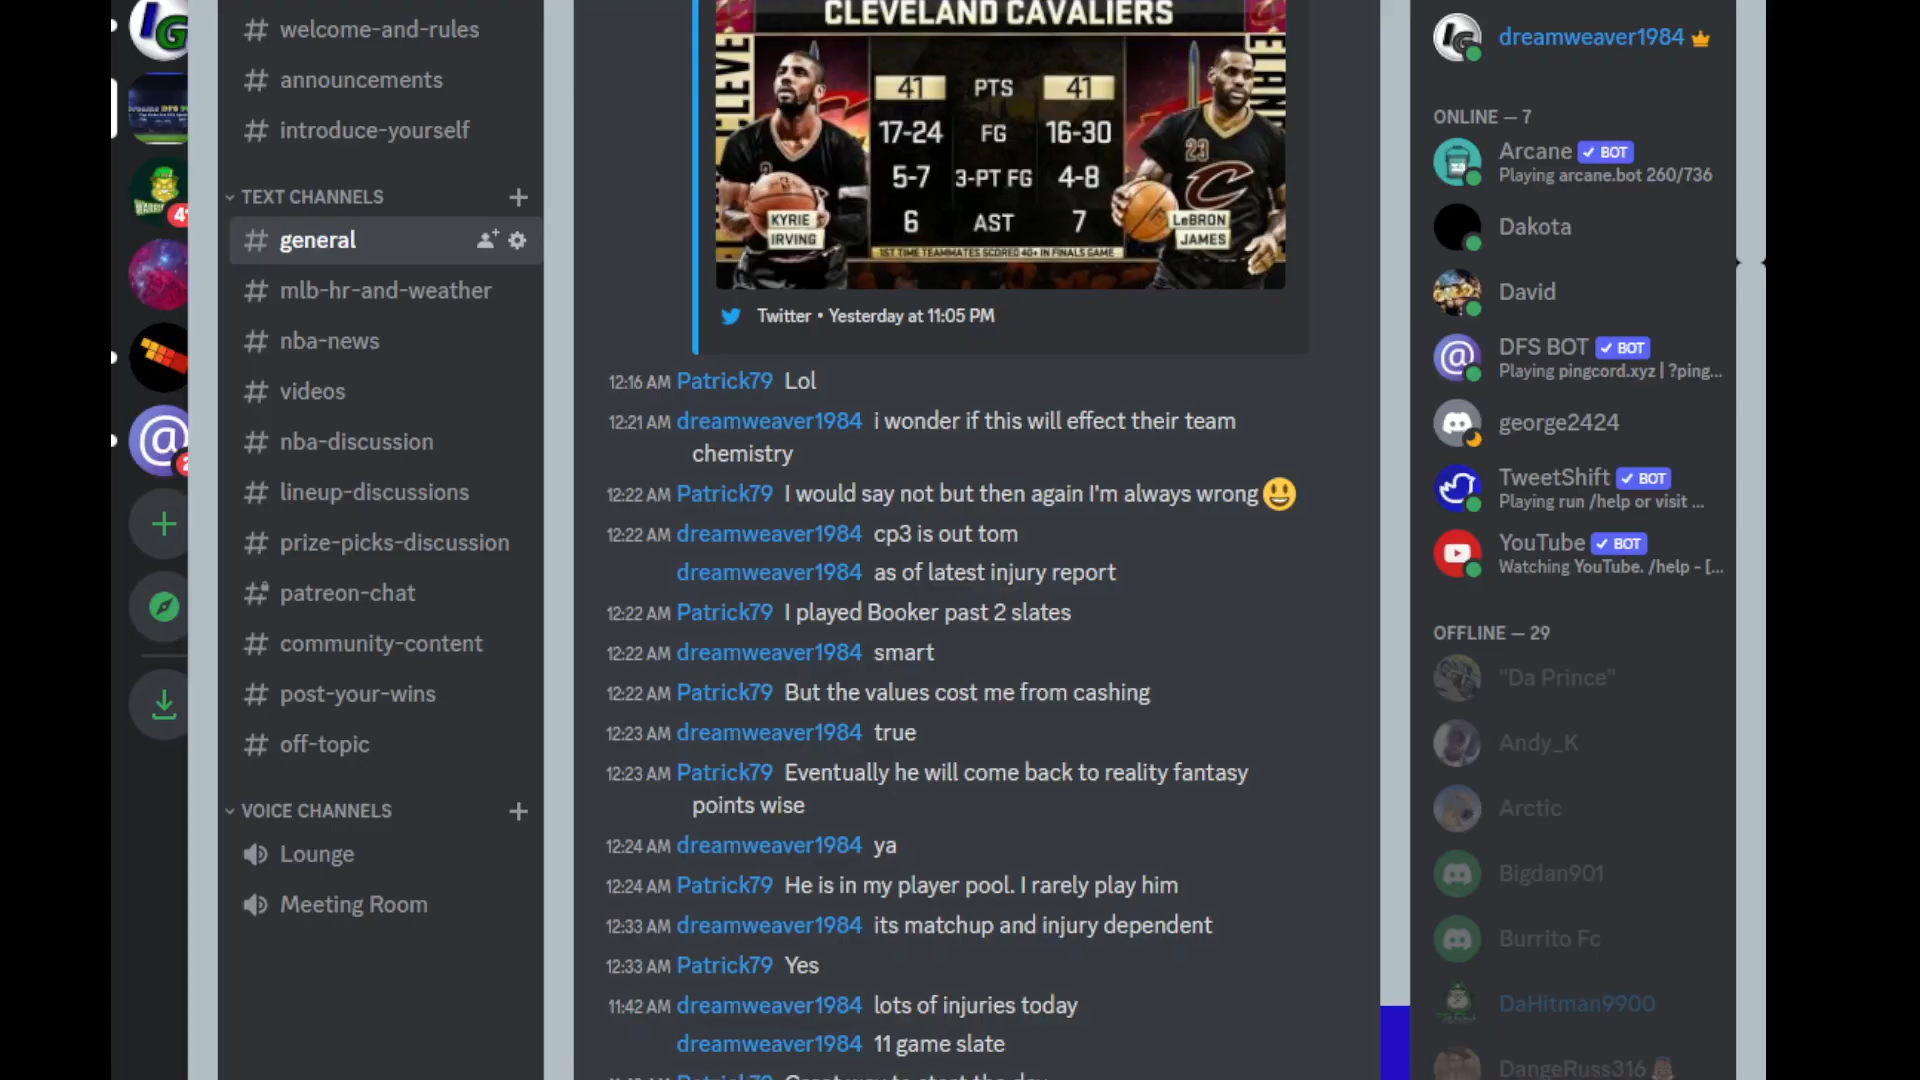 welcome-and-rules
announcements
introduce-yourself
TEXT CHANNELS
general
mlb-hr-and-weather
nba-news
videos
nba-discussion
lineup-discussions
prize-picks-discussion
patreon-chat
community-content
post-your-wins
off-topic
VOICE CHANNELS
Lounge
Meeting Room
CLEVELAND CAVALIERS
41 PTS 41
17-24 FG 16-30
5-7 3-PT FG 4-8
6 AST 7
KYRIE
IRVING
LeBRON
JAMES
23
1ST TIME TEAMMATES SCORED 40+ IN FINALS GAME
Twitter • Yesterday at 11:05 PM
12:16 AM Patrick79 Lol
12:21 AM dreamweaver1984 i wonder if this will effect their team
chemistry
12:22 AM Patrick79 I would say not but then again I'm always wrong 😃
12:22 AM dreamweaver1984 cp3 is out tom
dreamweaver1984 as of latest injury report
12:22 AM Patrick79 I played Booker past 2 slates
12:22 AM dreamweaver1984 smart
12:22 AM Patrick79 But the values cost me from cashing
12:23 AM dreamweaver1984 true
12:23 AM Patrick79 Eventually he will come back to reality fantasy
points wise
12:24 AM dreamweaver1984 ya
12:24 AM Patrick79 He is in my player pool. I rarely play him
12:33 AM dreamweaver1984 its matchup and injury dependent
12:33 AM Patrick79 Yes
11:42 AM dreamweaver1984 lots of injuries today
dreamweaver1984 11 game slate
dreamweaver1984
ONLINE — 7
Arcane ✓ BOT
Playing arcane.bot 260/736
Dakota
David
DFS BOT ✓ BOT
Playing pingcord.xyz | ?ping...
george2424
TweetShift ✓ BOT
Playing run /help or visit ...
YouTube ✓ BOT
Watching YouTube. /help - [...
OFFLINE — 29
"Da Prince"
Andy_K
Arctic
Bigdan901
Burrito Fc
DaHitman9900
DangeRuss316